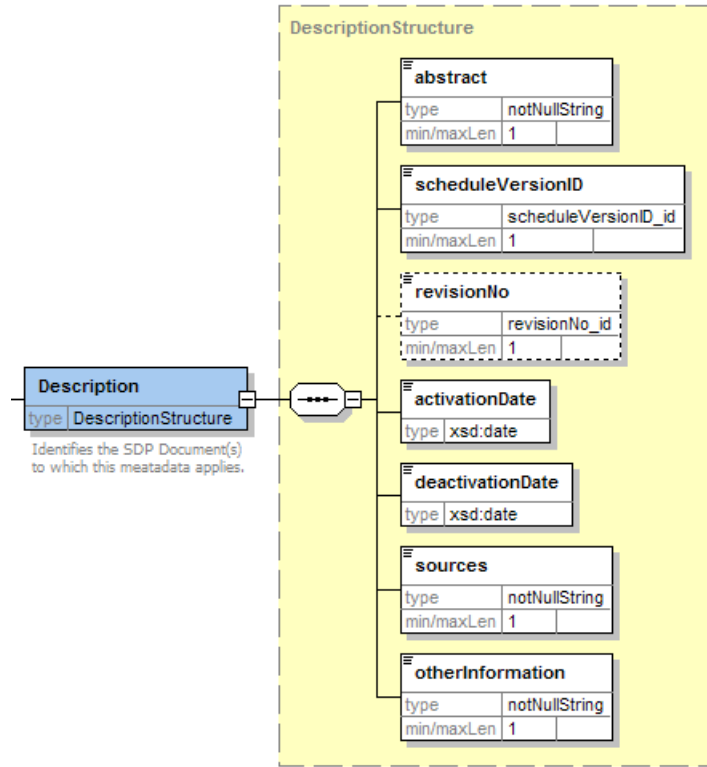 DescriptionStructure
abstract
type notNullString
min/maxLen 1
scheduleVersionID
type scheduleVersionID_id
min/maxLen 1
revisionNo
type revisionNo_id
min/maxLen 1
Description
type DescriptionStructure
Identifies the SDP Document(s)
to which this meatadata applies.
activationDate
type xsd:date
deactivationDate
type xsd:date
sources
type notNullString
min/maxLen 1
otherInformation
type notNullString
min/maxLen 1